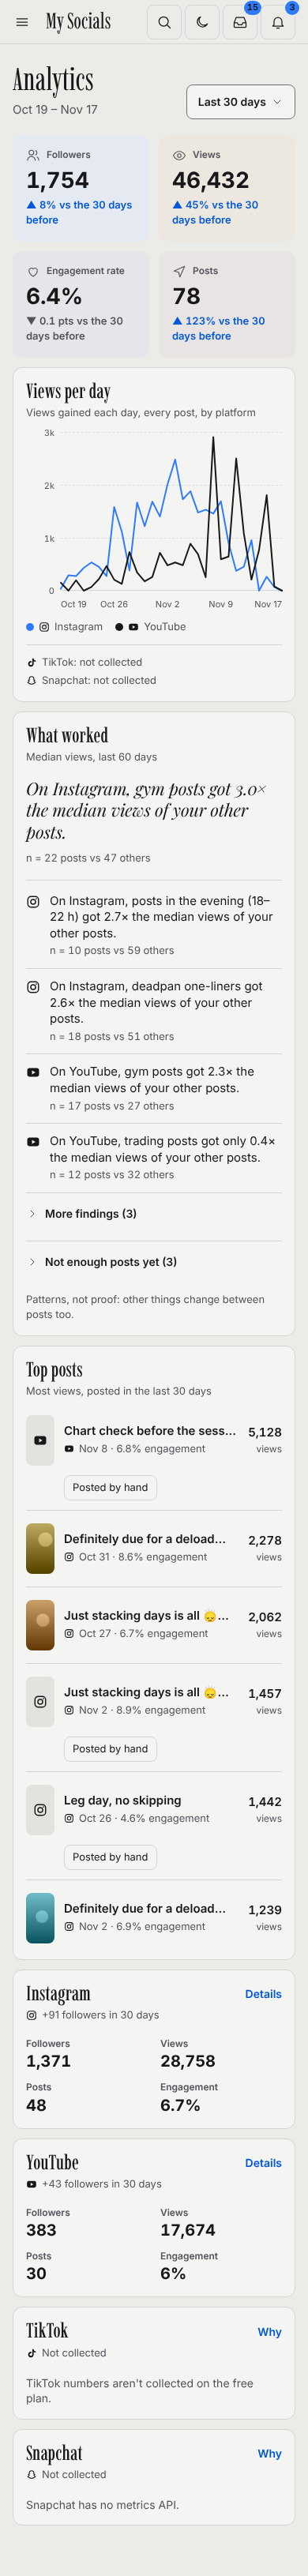 My Socials
15
3
Analytics
Oct 19 – Nov 17
Last 30 days
Followers
1,754
▲ 8% vs the 30 days
before
Views
46,432
▲ 45% vs the 30
days before
Engagement rate
6.4%
▼ 0.1 pts vs the 30
days before
Posts
78
▲ 123% vs the 30
days before
Views per day
Views gained each day, every post, by platform
3k
2k
1k
0
Oct 19 Oct 26 Nov 2 Nov 9 Nov 17
Instagram YouTube
TikTok: not collected
Snapchat: not collected
What worked
Median views, last 60 days
On Instagram, gym posts got 3.0×
the median views of your other
posts.
n = 22 posts vs 47 others
On Instagram, posts in the evening (18–
22 h) got 2.7× the median views of your
other posts.
n = 10 posts vs 59 others
On Instagram, deadpan one-liners got
2.6× the median views of your other
posts.
n = 18 posts vs 51 others
On YouTube, gym posts got 2.3× the
median views of your other posts.
n = 17 posts vs 27 others
On YouTube, trading posts got only 0.4×
the median views of your other posts.
n = 12 posts vs 32 others
More findings (3)
Not enough posts yet (3)
Patterns, not proof: other things change between
posts too.
Top posts
Most views, posted in the last 30 days
Chart check before the sess… 5,128
Nov 8 · 6.8% engagement views
Posted by hand
Definitely due for a deload… 2,278
Oct 31 · 8.6% engagement views
Just stacking days is all 😞… 2,062
Oct 27 · 6.7% engagement views
Just stacking days is all 😞… 1,457
Nov 2 · 8.9% engagement views
Posted by hand
Leg day, no skipping 1,442
Oct 26 · 4.6% engagement views
Posted by hand
Definitely due for a deload… 1,239
Nov 2 · 6.9% engagement views
Instagram Details
+91 followers in 30 days
Followers Views
1,371 28,758
Posts Engagement
48 6.7%
YouTube Details
+43 followers in 30 days
Followers Views
383 17,674
Posts Engagement
30 6%
TikTok Why
Not collected
TikTok numbers aren't collected on the free
plan.
Snapchat Why
Not collected
Snapchat has no metrics API.